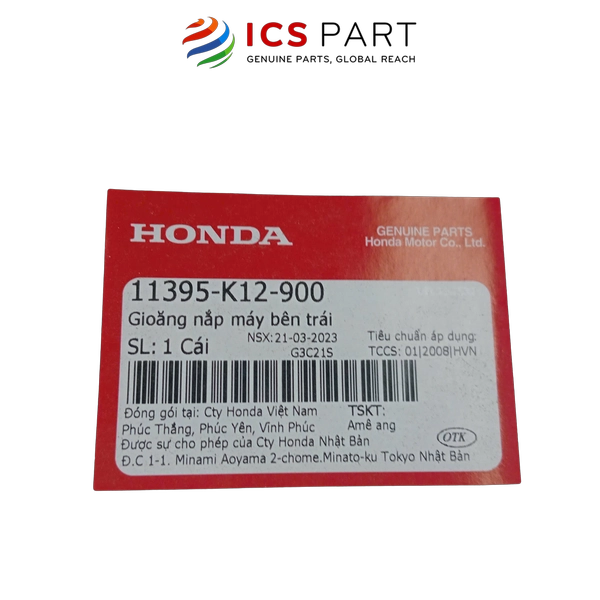 ICS PART
GENUINE PARTS, GLOBAL REACH
HONDA
GENUINE PARTS
Honda Motor Co., Ltd.
11395-K12-900
Gioăng nắp máy bên trái
SL: 1 Cái
NSX:21-03-2023
G3C21S
Tiêu chuẩn áp dụng:
TCCS: 01|2008|HVN
Đóng gói tại: Cty Honda Việt Nam
TSKT:
Phúc Thắng, Phúc Yên, Vĩnh Phúc
Amê ang
Được sự cho phép của Cty Honda Nhật Bản
OTK
Đ.C 1-1. Minami Aoyama 2-chome.Minato-ku Tokyo Nhật Bản